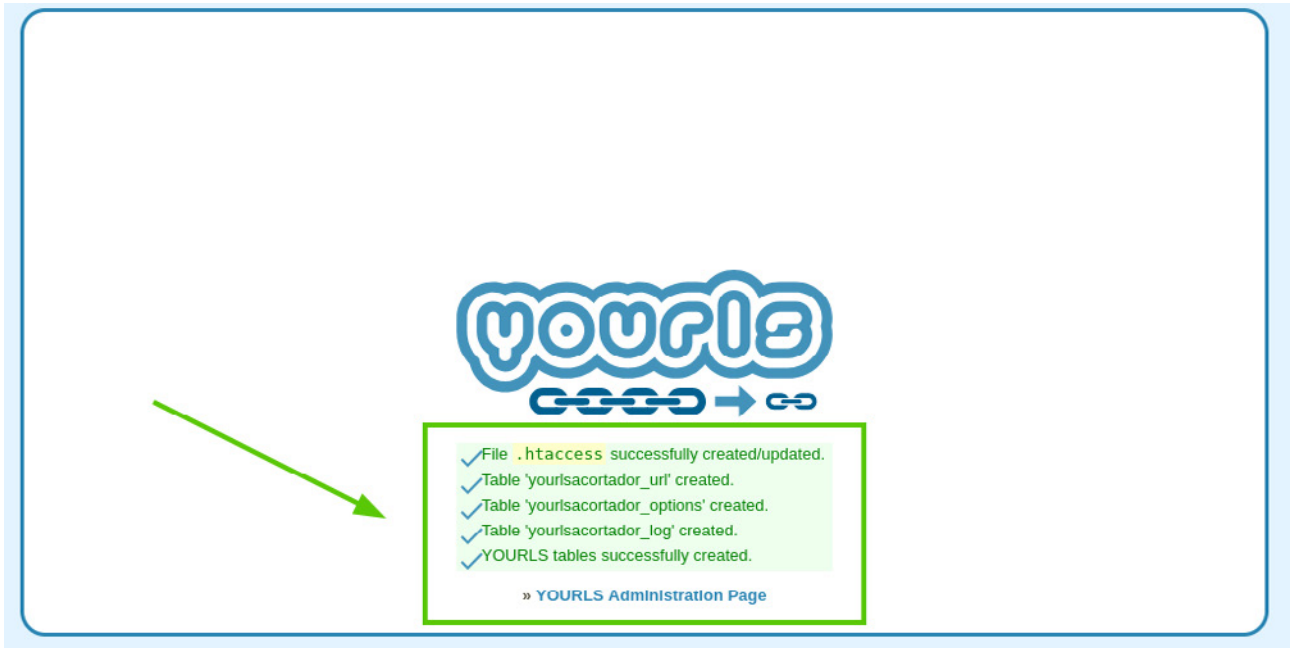 yourls
File .htaccess successfully created/updated.
Table 'yourlsacortador_url' created.
Table 'yourlsacortador_options' created.
Table 'yourlsacortador_log' created.
YOURLS tables successfully created.
» YOURLS Administration Page